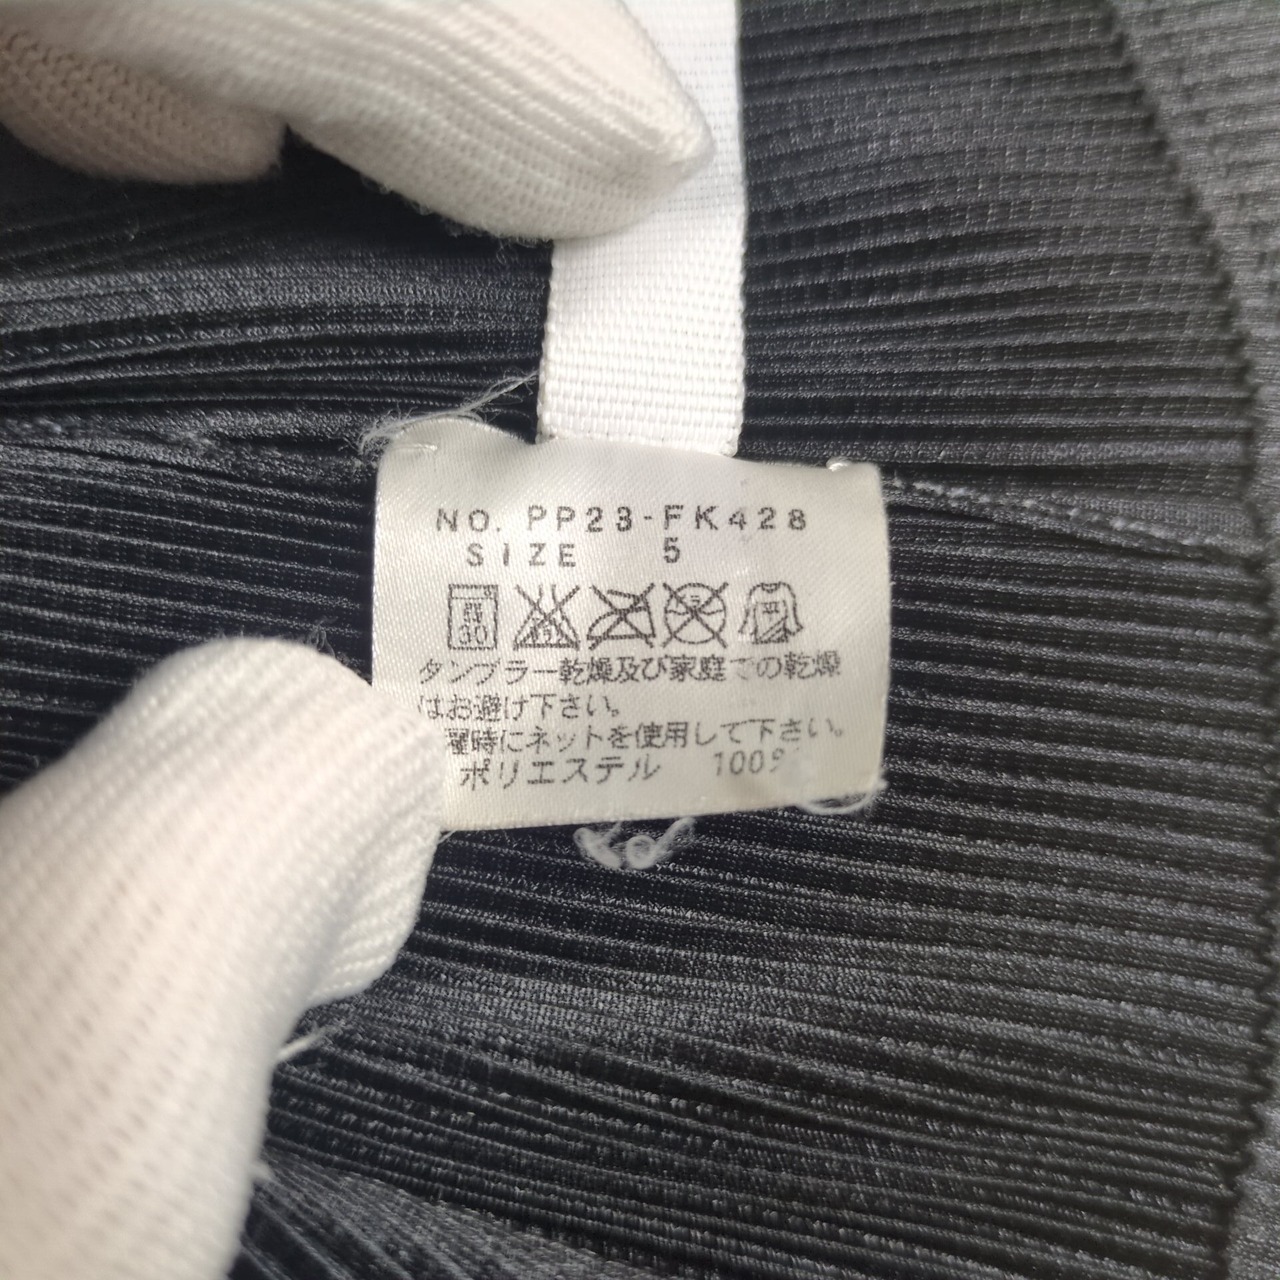 NO. PP23-FK428
SIZE 5
30
タンブラー乾燥及び家庭での乾燥
はお避け下さい。
濯時にネットを使用して下さい。
ポリエステル 100%